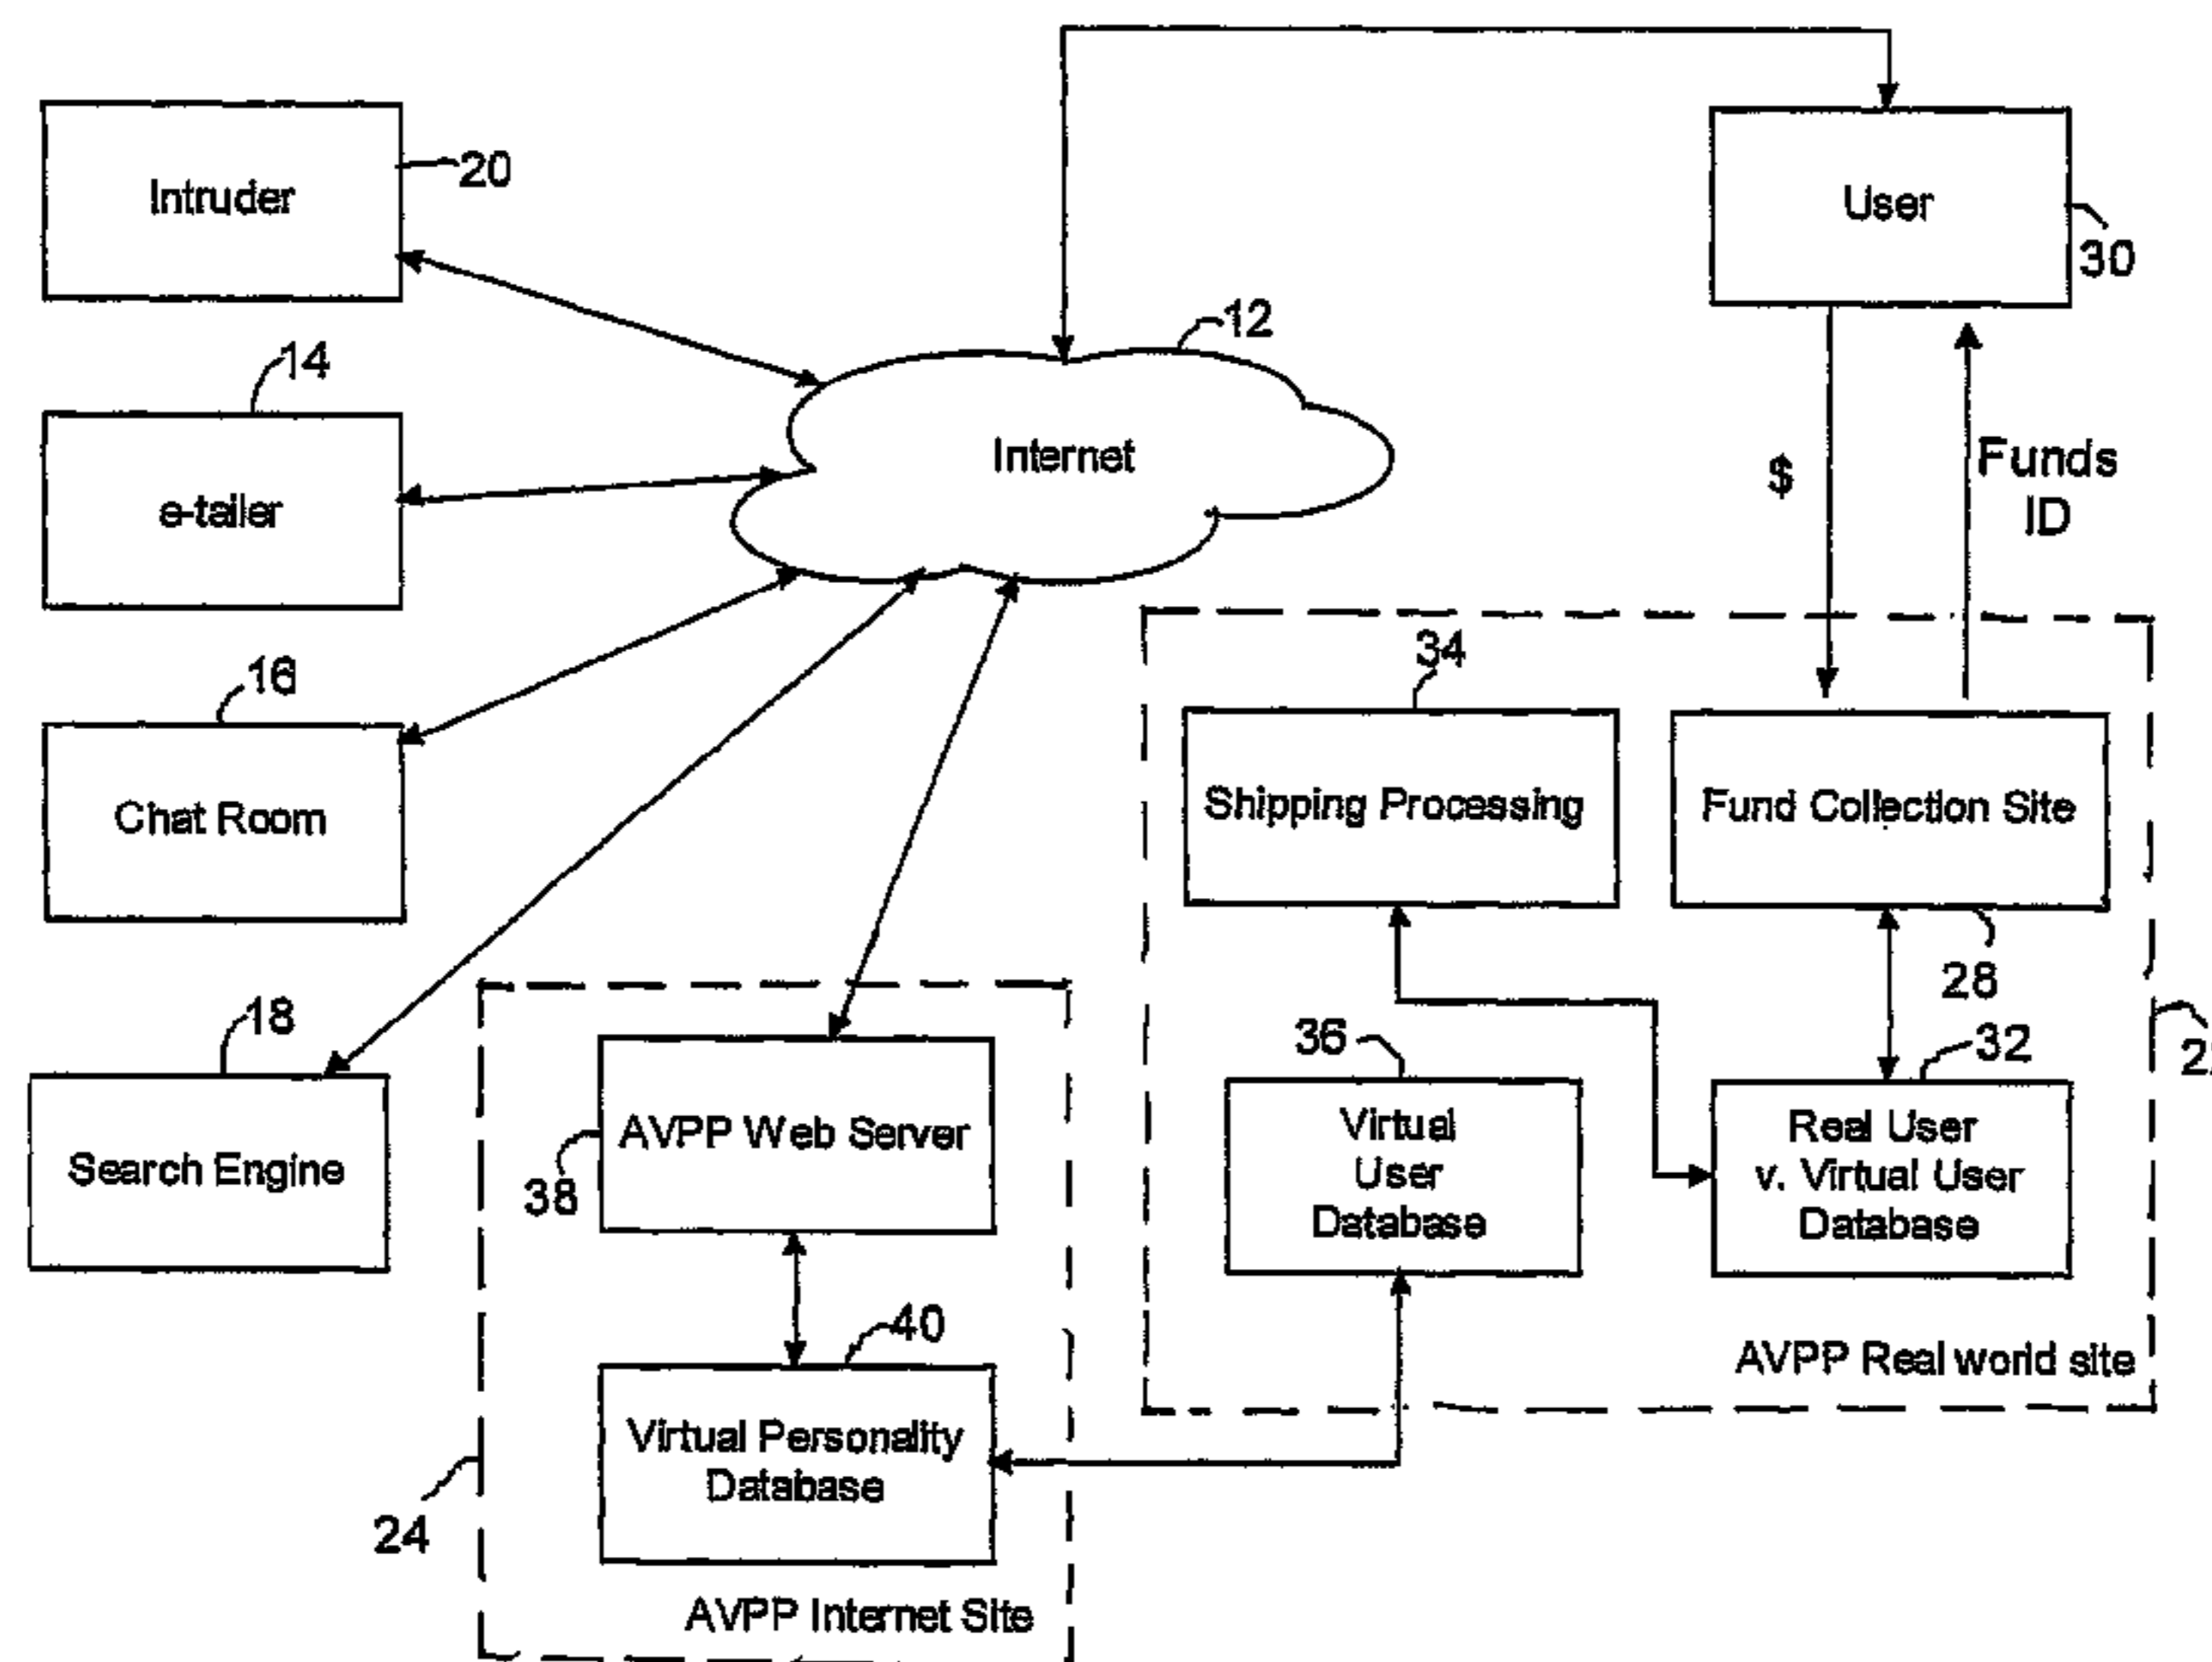 Intruder
20
User
30
12
Internet
14
e-tailer
$
Funds
ID
16
Chat Room
34
Shipping Processing
Fund Collection Site
28
18
Search Engine
38
AVPP Web Server
36
Virtual
User
Database
32
Real User
v. Virtual User
Database
AVPP Real world site
40
Virtual Personality
Database
24
AVPP Internet Site